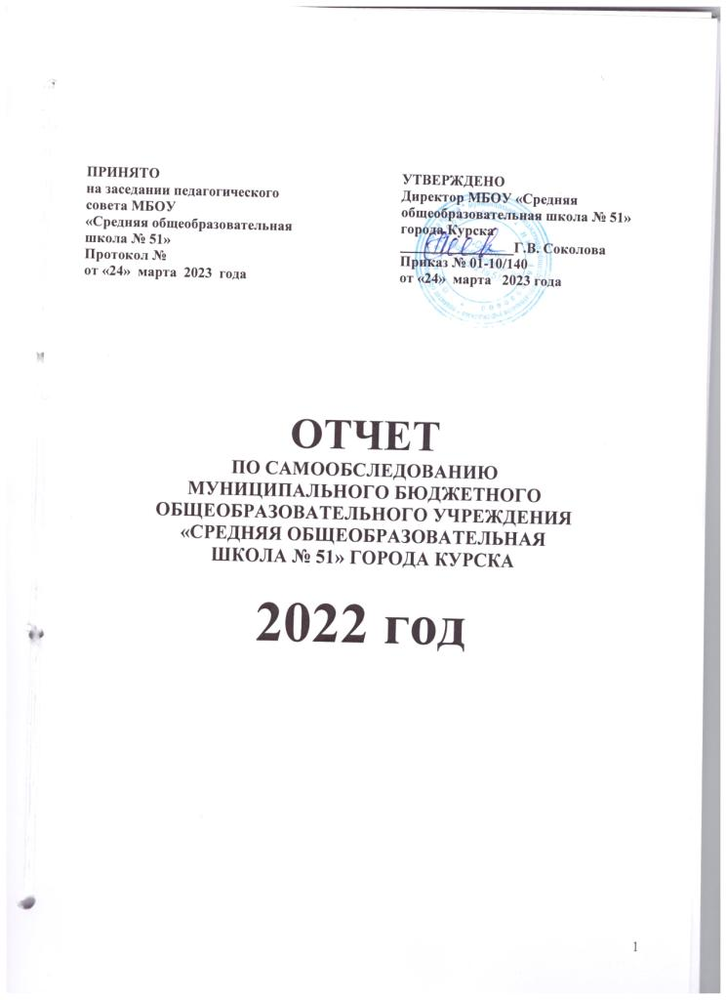 ПРИНЯТО
на заседании педагогического
совета МБОУ
«Средняя общеобразовательная
школа № 51»
Протокол №
от «24» марта 2023 года
УТВЕРЖДЕНО
Директор МБОУ «Средняя
общеобразовательная школа № 51»
города Курска
Г.В. Соколова
Приказ № 01-10/140
от «24» марта 2023 года
ОТЧЕТ
ПО САМООБСЛЕДОВАНИЮ
МУНИЦИПАЛЬНОГО БЮДЖЕТНОГО
ОБЩЕОБРАЗОВАТЕЛЬНОГО УЧРЕЖДЕНИЯ
«СРЕДНЯЯ ОБЩЕОБРАЗОВАТЕЛЬНАЯ
ШКОЛА № 51» ГОРОДА КУРСКА
2022 год
1